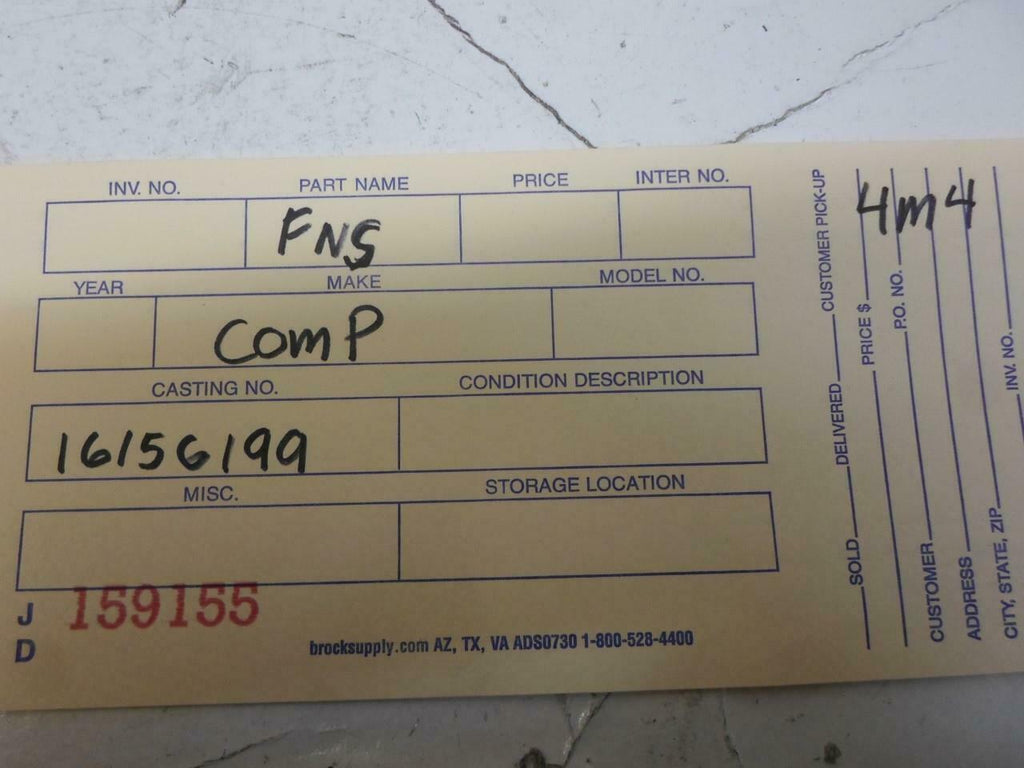 INV. NO. PART NAME PRICE INTER NO.
FNS
YEAR MAKE MODEL NO.
COMP
CASTING NO. CONDITION DESCRIPTION
16156199
MISC. STORAGE LOCATION
J
D
159155
brocksupply.com AZ, TX, VA ADS0730 1-800-528-4400
4m4
SOLD DELIVERED CUSTOMER PICK-UP
PRICE $
P.O. NO.
CUSTOMER
ADDRESS
CITY, STATE, ZIP
INV. NO.